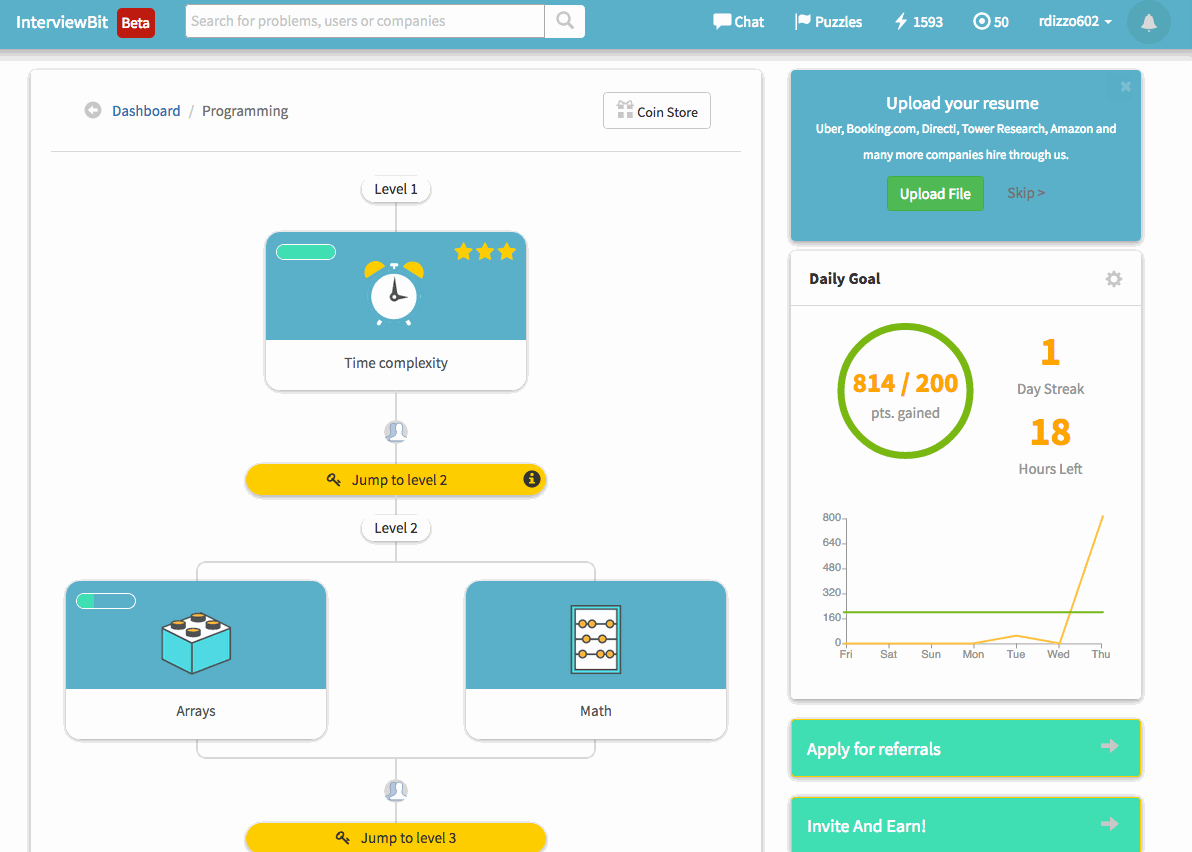 InterviewBit Beta
Search for problems, users or companies
Chat
Puzzles
1593
50
rdizzo602
Dashboard / Programming
Coin Store
Level 1
Time complexity
Jump to level 2
Level 2
Arrays
Math
Jump to level 3
Upload your resume
Uber, Booking.com, Directi, Tower Research, Amazon and
many more companies hire through us.
Upload File
Skip >
Daily Goal
814 / 200
pts. gained
1
Day Streak
18
Hours Left
800
640
480
320
160
0
Fri Sat Sun Mon Tue Wed Thu
Apply for referrals
Invite And Earn!